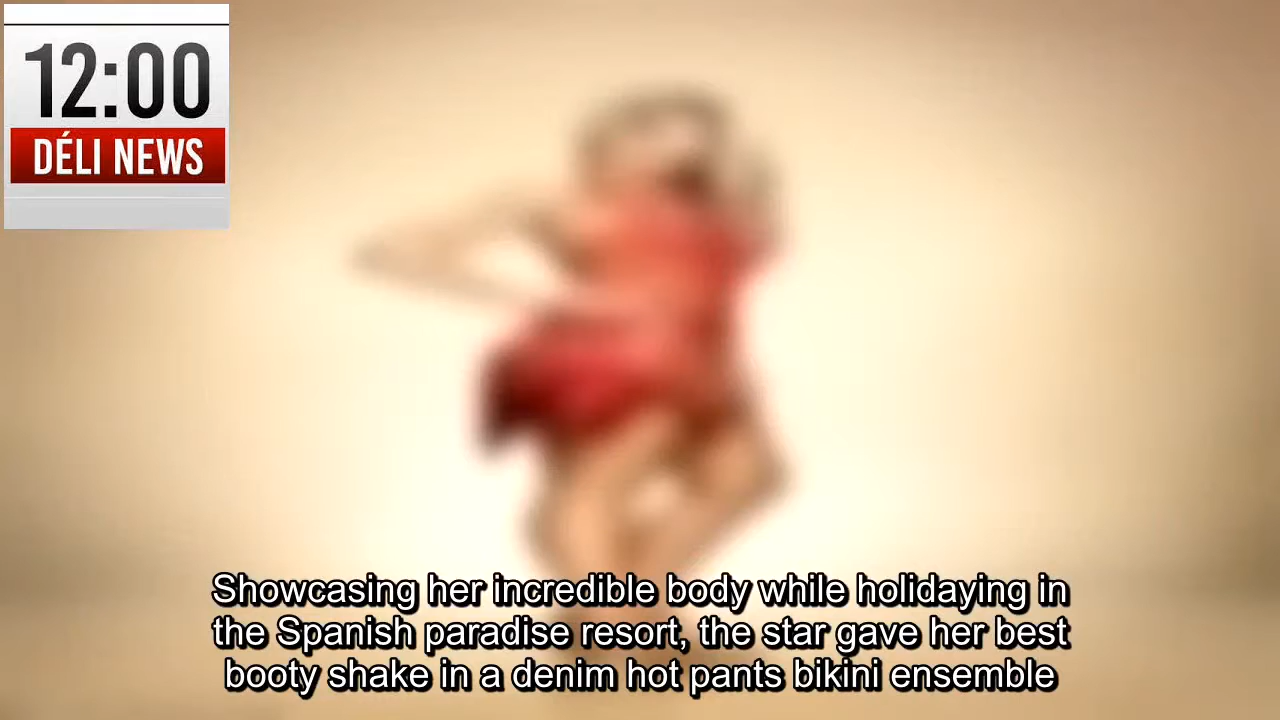 12:00
DÉLI NEWS
Showcasing her incredible body while holidaying in
the Spanish paradise resort, the star gave her best
booty shake in a denim hot pants bikini ensemble